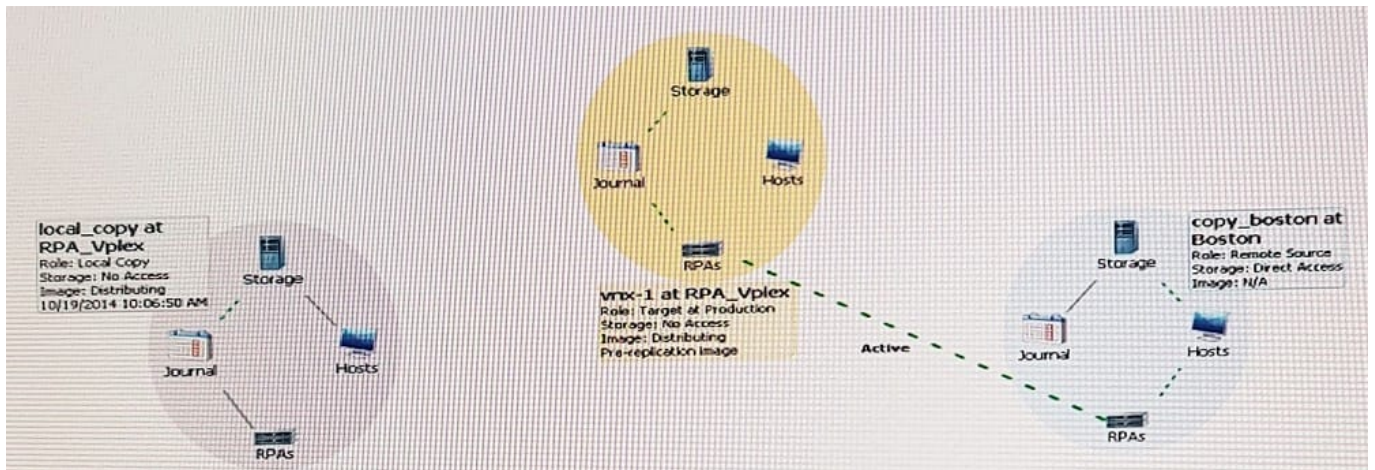 Storage
Journal
Hosts
RPAs
vnx-1 at RPA_Vplex
Role: Target at Production
Storage: No Access
Image: Distributing
Pre-replication image
local_copy at
RPA_Vplex
Role: Local Copy
Storage: No Access
Image: Distributing
10/19/2014 10:06:50 AM
Storage
Journal
Hosts
RPAs
Active
copy_boston at
Boston
Role: Remote Source
Storage: Direct Access
Image: N/A
Storage
Journal
Hosts
RPAs